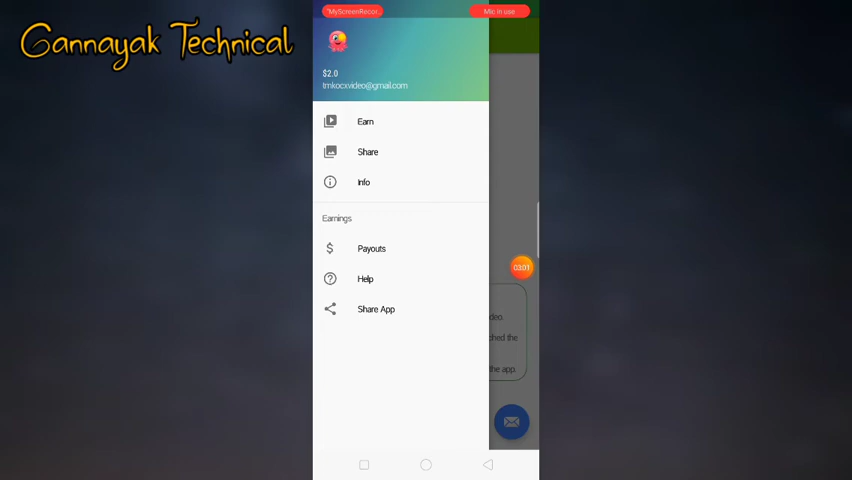 Gannayak Technical
"MyScreenRecor..
Mic in use
$2.0
tmkocxvideo@gmail.com
Earn
Share
Info
Earnings
Payouts
Help
Share App
03:01
deo.
ched the
the app.